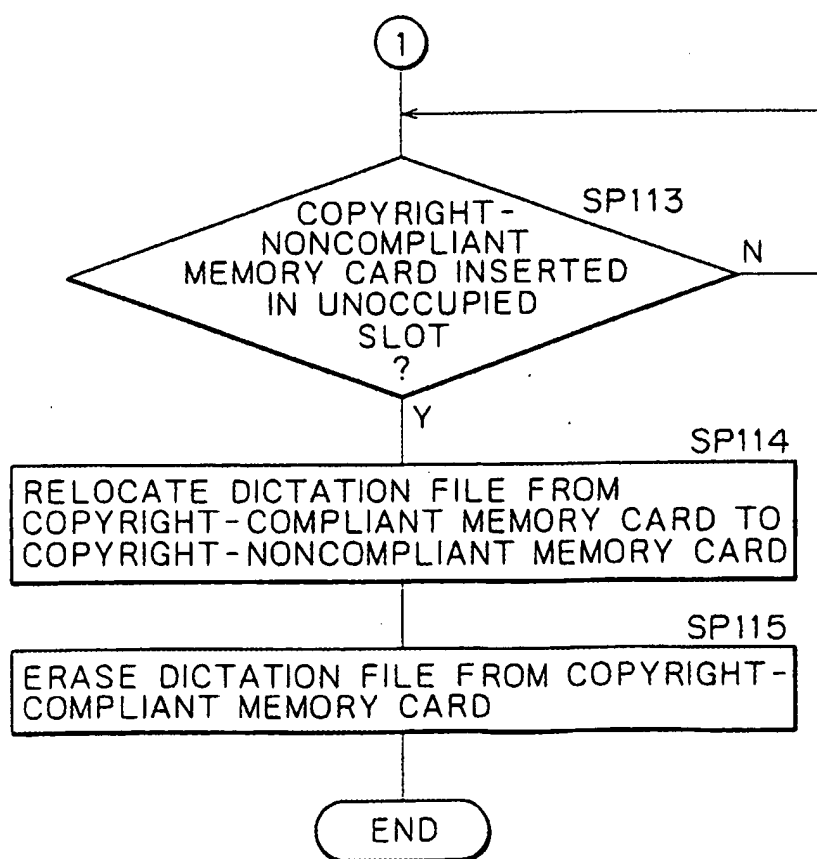 1
SP113
COPYRIGHT-
NONCOMPLIANT
MEMORY CARD INSERTED
IN UNOCCUPIED
SLOT
?
N
Y
SP114
RELOCATE DICTATION FILE FROM
COPYRIGHT-COMPLIANT MEMORY CARD TO
COPYRIGHT-NONCOMPLIANT MEMORY CARD
SP115
ERASE DICTATION FILE FROM COPYRIGHT-
COMPLIANT MEMORY CARD
END